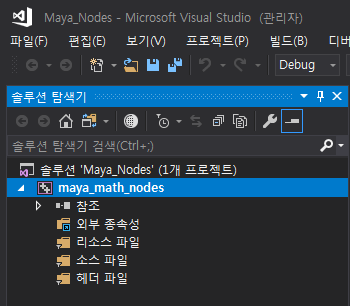 Maya_Nodes - Microsoft Visual Studio (관리자)
파일(F) 편집(E) 보기(V) 프로젝트(P) 빌드(B) 디버
Debug
솔루션 탐색기
솔루션 탐색기 검색(Ctrl+;)
솔루션 'Maya_Nodes' (1개 프로젝트)
maya_math_nodes
참조
외부 종속성
리소스 파일
소스 파일
헤더 파일